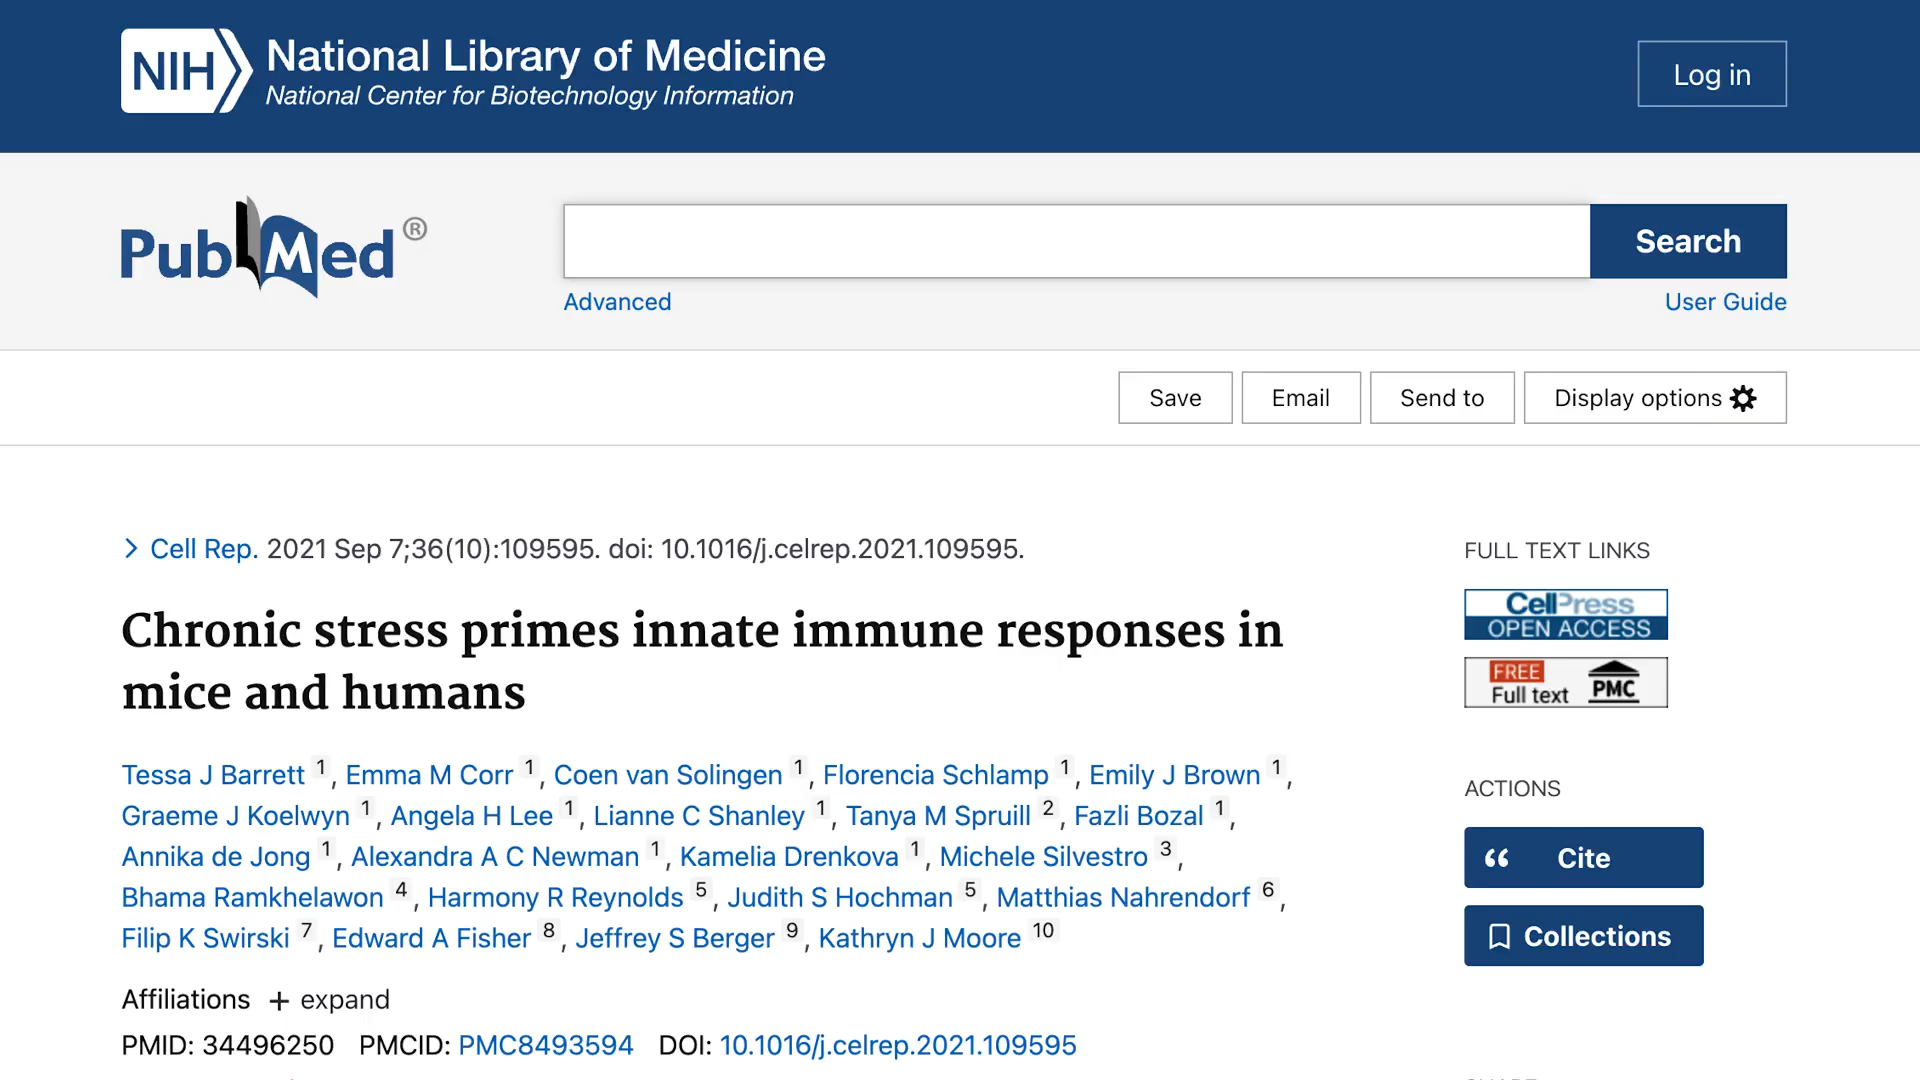 NIH
National Library of Medicine
National Center for Biotechnology Information
Log in
PubMed®
Search
Advanced
User Guide
Save
Email
Send to
Display options
Cell Rep. 2021 Sep 7;36(10):109595. doi: 10.1016/j.celrep.2021.109595.
Chronic stress primes innate immune responses in
mice and humans
Tessa J Barrett 1, Emma M Corr 1, Coen van Solingen 1, Florencia Schlamp 1, Emily J Brown 1,
Graeme J Koelwyn 1, Angela H Lee 1, Lianne C Shanley 1, Tanya M Spruill 2, Fazli Bozal 1,
Annika de Jong 1, Alexandra A C Newman 1, Kamelia Drenkova 1, Michele Silvestro 3,
Bhama Ramkhelawon 4, Harmony R Reynolds 5, Judith S Hochman 5, Matthias Nahrendorf 6,
Filip K Swirski 7, Edward A Fisher 8, Jeffrey S Berger 9, Kathryn J Moore 10
Affiliations + expand
PMID: 34496250 PMCID: PMC8493594 DOI: 10.1016/j.celrep.2021.109595
FULL TEXT LINKS
CellPress
OPEN ACCESS
FREE
Full text
PMC
ACTIONS
Cite
Collections